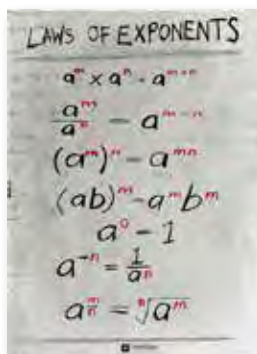 LAWS OF EXPONENTS
aᵐ × aⁿ = aᵐ⁺ⁿ
aᵐ/aⁿ = aᵐ⁻ⁿ
(aᵐ)ⁿ = aᵐⁿ
(ab)ᵐ = aᵐbᵐ
a⁰ = 1
a⁻ⁿ = 1/aⁿ
a^(m/n) = ⁿ√aᵐ